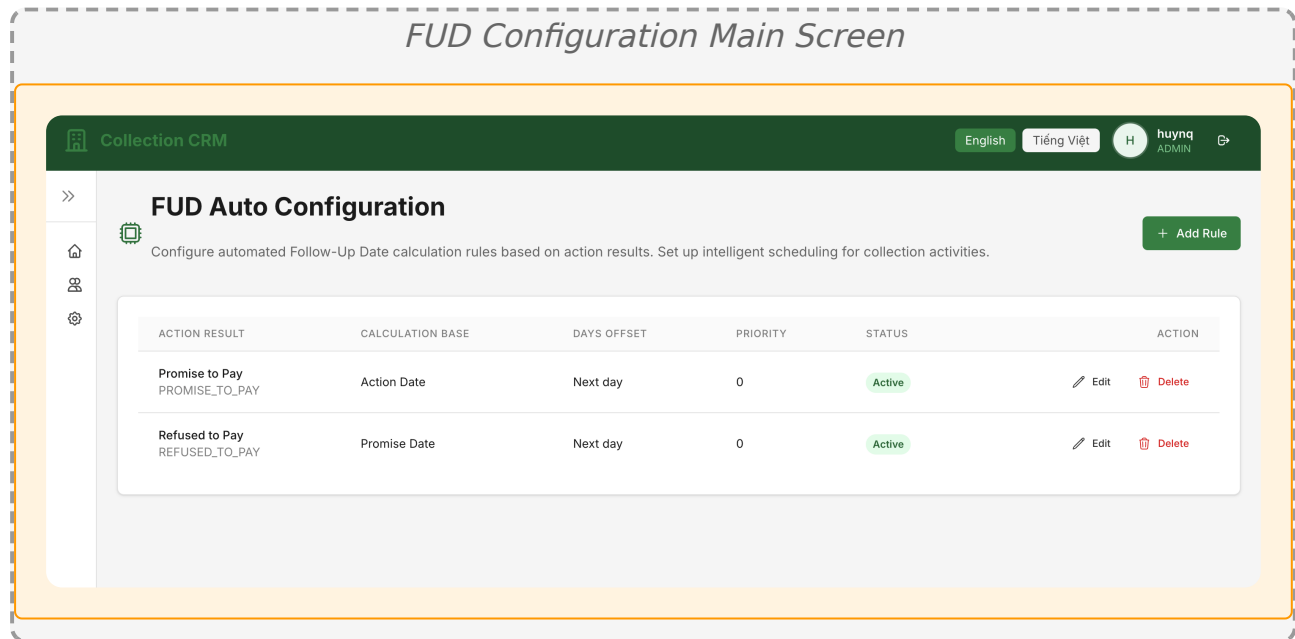 FUD Configuration Main Screen
Collection CRM
English
Tiếng Việt
H
huynq
ADMIN
FUD Auto Configuration
Configure automated Follow-Up Date calculation rules based on action results. Set up intelligent scheduling for collection activities.
+ Add Rule
ACTION RESULT CALCULATION BASE DAYS OFFSET PRIORITY STATUS ACTION
Promise to Pay
PROMISE_TO_PAY
Action Date Next day 0 Active Edit Delete
Refused to Pay
REFUSED_TO_PAY
Promise Date Next day 0 Active Edit Delete